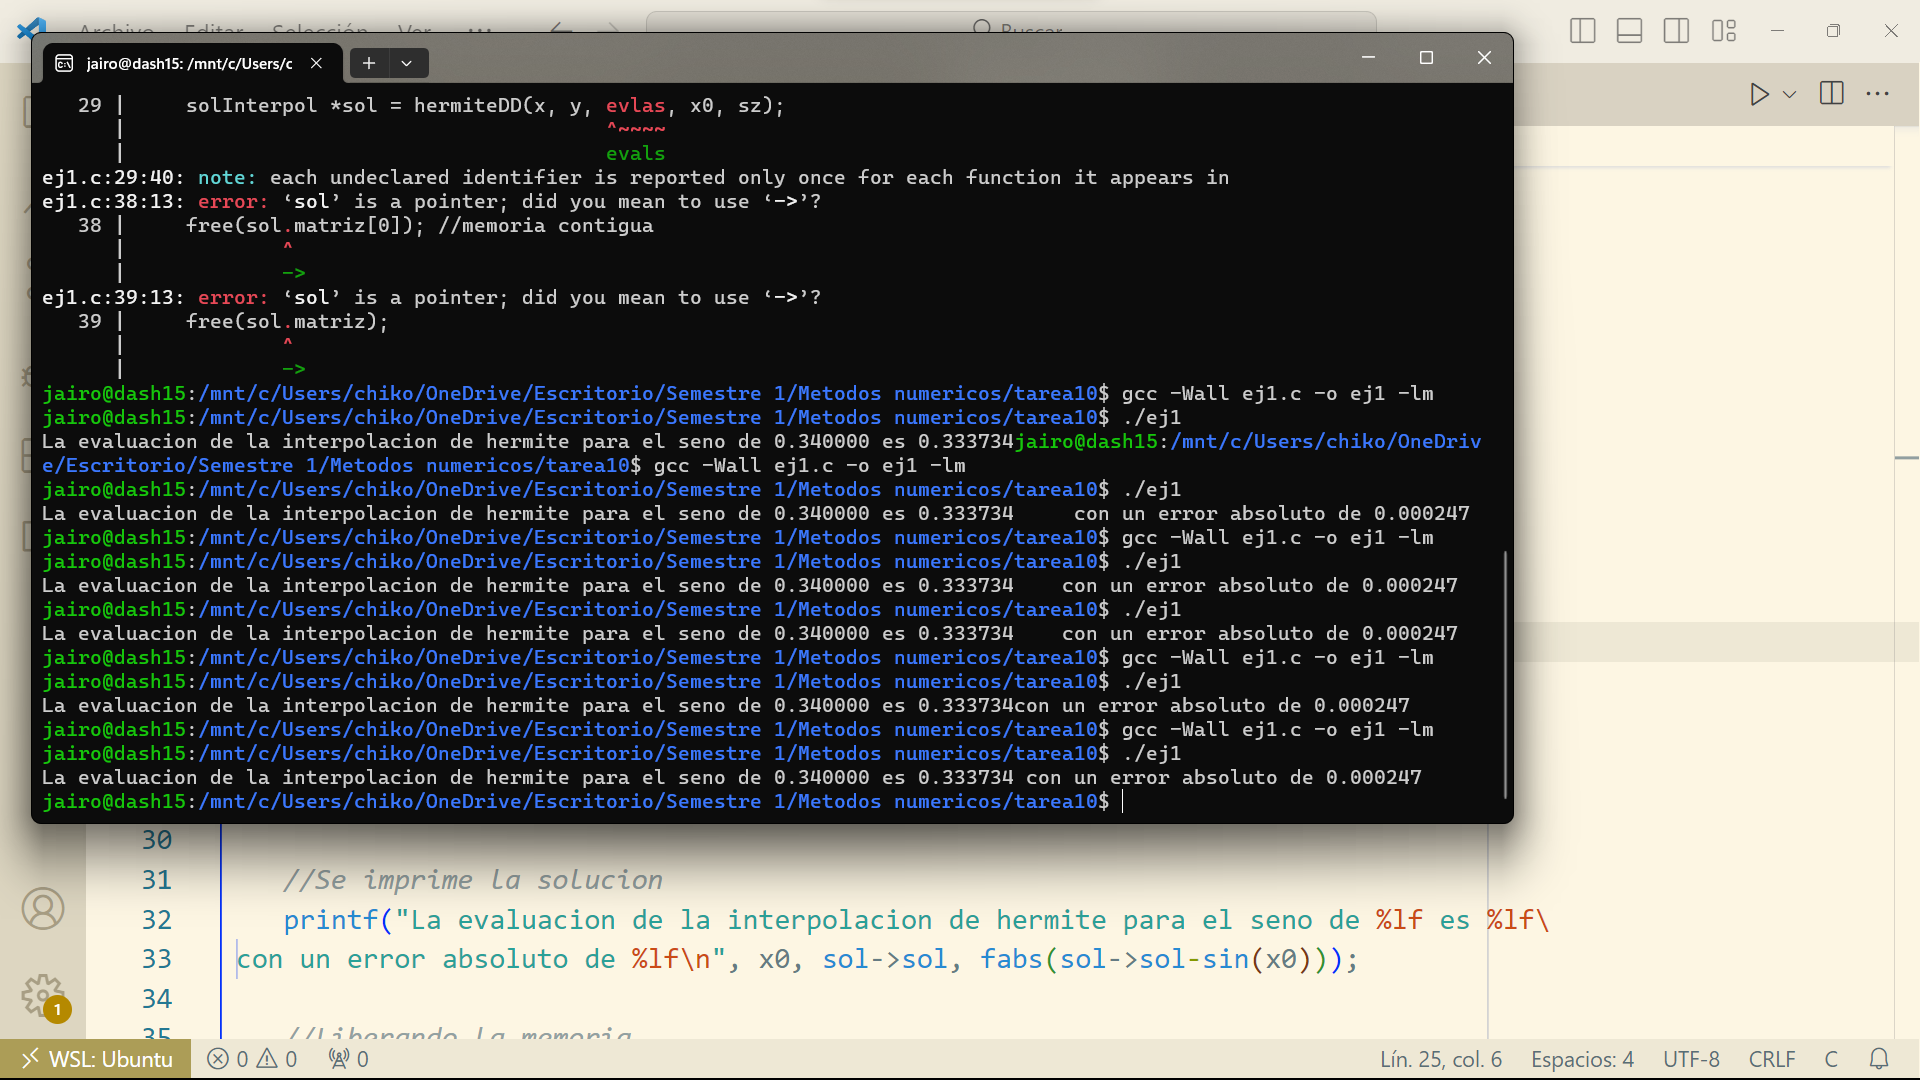 Archivo Editar Selección Ver ... Buscar
jairo@dash15: /mnt/c/Users/c
29 |     solInterpol *sol = hermiteDD(x, y, evlas, x0, sz);
|                                        ^~~~~
|                                        evals
ej1.c:29:40: note: each undeclared identifier is reported only once for each function it appears in
ej1.c:38:13: error: ‘sol’ is a pointer; did you mean to use ‘->’?
38 |     free(sol.matriz[0]); //memoria contigua
|             ^
|             ->
ej1.c:39:13: error: ‘sol’ is a pointer; did you mean to use ‘->’?
39 |     free(sol.matriz);
|             ^
|             ->
jairo@dash15:/mnt/c/Users/chiko/OneDrive/Escritorio/Semestre 1/Metodos numericos/tarea10$ gcc -Wall ej1.c -o ej1 -lm
jairo@dash15:/mnt/c/Users/chiko/OneDrive/Escritorio/Semestre 1/Metodos numericos/tarea10$ ./ej1
La evaluacion de la interpolacion de hermite para el seno de 0.340000 es 0.333734jairo@dash15:/mnt/c/Users/chiko/OneDriv
e/Escritorio/Semestre 1/Metodos numericos/tarea10$ gcc -Wall ej1.c -o ej1 -lm
jairo@dash15:/mnt/c/Users/chiko/OneDrive/Escritorio/Semestre 1/Metodos numericos/tarea10$ ./ej1
La evaluacion de la interpolacion de hermite para el seno de 0.340000 es 0.333734     con un error absoluto de 0.000247
jairo@dash15:/mnt/c/Users/chiko/OneDrive/Escritorio/Semestre 1/Metodos numericos/tarea10$ gcc -Wall ej1.c -o ej1 -lm
jairo@dash15:/mnt/c/Users/chiko/OneDrive/Escritorio/Semestre 1/Metodos numericos/tarea10$ ./ej1
La evaluacion de la interpolacion de hermite para el seno de 0.340000 es 0.333734    con un error absoluto de 0.000247
jairo@dash15:/mnt/c/Users/chiko/OneDrive/Escritorio/Semestre 1/Metodos numericos/tarea10$ ./ej1
La evaluacion de la interpolacion de hermite para el seno de 0.340000 es 0.333734    con un error absoluto de 0.000247
jairo@dash15:/mnt/c/Users/chiko/OneDrive/Escritorio/Semestre 1/Metodos numericos/tarea10$ gcc -Wall ej1.c -o ej1 -lm
jairo@dash15:/mnt/c/Users/chiko/OneDrive/Escritorio/Semestre 1/Metodos numericos/tarea10$ ./ej1
La evaluacion de la interpolacion de hermite para el seno de 0.340000 es 0.333734con un error absoluto de 0.000247
jairo@dash15:/mnt/c/Users/chiko/OneDrive/Escritorio/Semestre 1/Metodos numericos/tarea10$ gcc -Wall ej1.c -o ej1 -lm
jairo@dash15:/mnt/c/Users/chiko/OneDrive/Escritorio/Semestre 1/Metodos numericos/tarea10$ ./ej1
La evaluacion de la interpolacion de hermite para el seno de 0.340000 es 0.333734 con un error absoluto de 0.000247
jairo@dash15:/mnt/c/Users/chiko/OneDrive/Escritorio/Semestre 1/Metodos numericos/tarea10$
30
31 //Se imprime la solucion
32 printf("La evaluacion de la interpolacion de hermite para el seno de %lf es %lf\
33 con un error absoluto de %lf\n", x0, sol->sol, fabs(sol->sol-sin(x0)));
34
35 //Liberando la memoria
1
WSL: Ubuntu 0 0 0 Lín. 25, col. 6 Espacios: 4 UTF-8 CRLF C